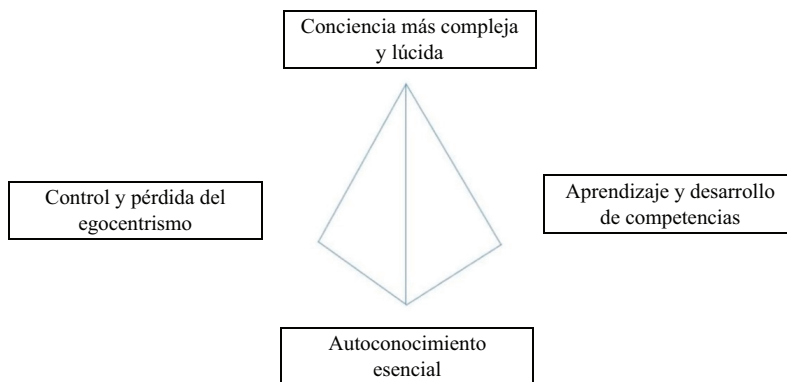 Conciencia más compleja
y lúcida
Control y pérdida del
egocentrismo
Aprendizaje y desarrollo
de competencias
Autoconocimiento
esencial